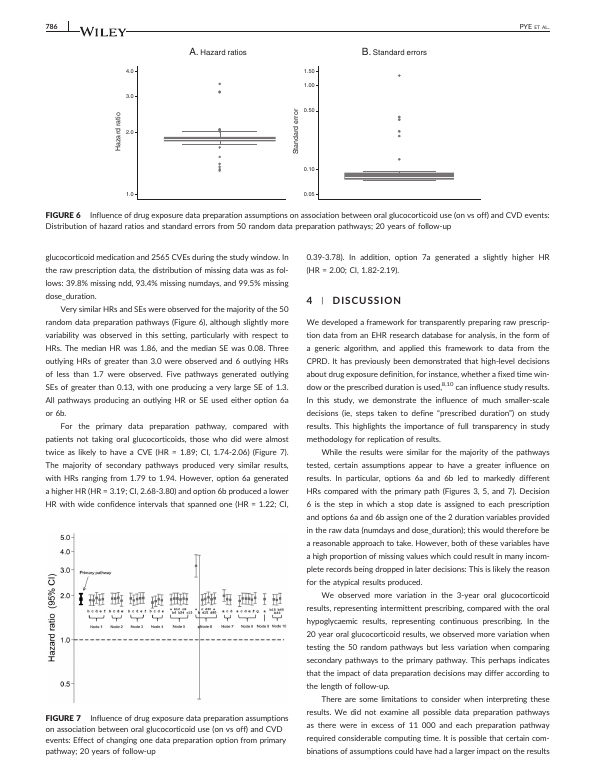 786
WILEY
PYE ET AL.
A. Hazard ratios
B. Standard errors
Hazard ratio
4.0
3.0
2.0
1.0
Standard error
1.50
1.00
0.50
0.10
0.05
FIGURE 6 Influence of drug exposure data preparation assumptions on association between oral glucocorticoid use (on vs off) and CVD events:
Distribution of hazard ratios and standard errors from 50 random data preparation pathways; 20 years of follow-up
glucocorticoid medication and 2565 CVEs during the study window. In
the raw prescription data, the distribution of missing data was as fol-
lows: 39.8% missing ndd, 93.4% missing numdays, and 99.5% missing
dose_duration.
Very similar HRs and SEs were observed for the majority of the 50
random data preparation pathways (Figure 6), although slightly more
variability was observed in this setting, particularly with respect to
HRs. The median HR was 1.86, and the median SE was 0.08. Three
outlying HRs of greater than 3.0 were observed and 6 outlying HRs
of less than 1.7 were observed. Five pathways generated outlying
SEs of greater than 0.13, with one producing a very large SE of 1.3.
All pathways producing an outlying HR or SE used either option 6a
or 6b.
For the primary data preparation pathway, compared with
patients not taking oral glucocorticoids, those who did were almost
twice as likely to have a CVE (HR = 1.89; CI, 1.74-2.06) (Figure 7).
The majority of secondary pathways produced very similar results,
with HRs ranging from 1.79 to 1.94. However, option 6a generated
a higher HR (HR = 3.19; CI, 2.68-3.80) and option 6b produced a lower
HR with wide confidence intervals that spanned one (HR = 1.22; CI,
Hazard ratio (95% CI)
5.0
4.0
3.0
2.0
1.0
0.5
Primary pathway
Node 1
Node 2
Node 3
Node 4
Node 5
Node 6
Node 7
Node 8
Node 9
Node 10
FIGURE 7 Influence of drug exposure data preparation assumptions
on association between oral glucocorticoid use (on vs off) and CVD
events: Effect of changing one data preparation option from primary
pathway; 20 years of follow-up
0.39-3.78). In addition, option 7a generated a slightly higher HR
(HR = 2.00; CI, 1.82-2.19).
4 | DISCUSSION
We developed a framework for transparently preparing raw prescrip-
tion data from an EHR research database for analysis, in the form of
a generic algorithm, and applied this framework to data from the
CPRD. It has previously been demonstrated that high-level decisions
about drug exposure definition, for instance, whether a fixed time win-
dow or the prescribed duration is used,8,10 can influence study results.
In this study, we demonstrate the influence of much smaller-scale
decisions (ie, steps taken to define "prescribed duration") on study
results. This highlights the importance of full transparency in study
methodology for replication of results.
While the results were similar for the majority of the pathways
tested, certain assumptions appear to have a greater influence on
results. In particular, options 6a and 6b led to markedly different
HRs compared with the primary path (Figures 3, 5, and 7). Decision
6 is the step in which a stop date is assigned to each prescription
and options 6a and 6b assign one of the 2 duration variables provided
in the raw data (numdays and dose_duration); this would therefore be
a reasonable approach to take. However, both of these variables have
a high proportion of missing values which could result in many incom-
plete records being dropped in later decisions: This is likely the reason
for the atypical results produced.
We observed more variation in the 3-year oral glucocorticoid
results, representing intermittent prescribing, compared with the oral
hypoglycaemic results, representing continuous prescribing. In the
20 year oral glucocorticoid results, we observed more variation when
testing the 50 random pathways but less variation when comparing
secondary pathways to the primary pathway. This perhaps indicates
that the impact of data preparation decisions may differ according to
the length of follow-up.
There are some limitations to consider when interpreting these
results. We did not examine all possible data preparation pathways
as there were in excess of 11 000 and each preparation pathway
required considerable computing time. It is possible that certain com-
binations of assumptions could have had a larger impact on the results